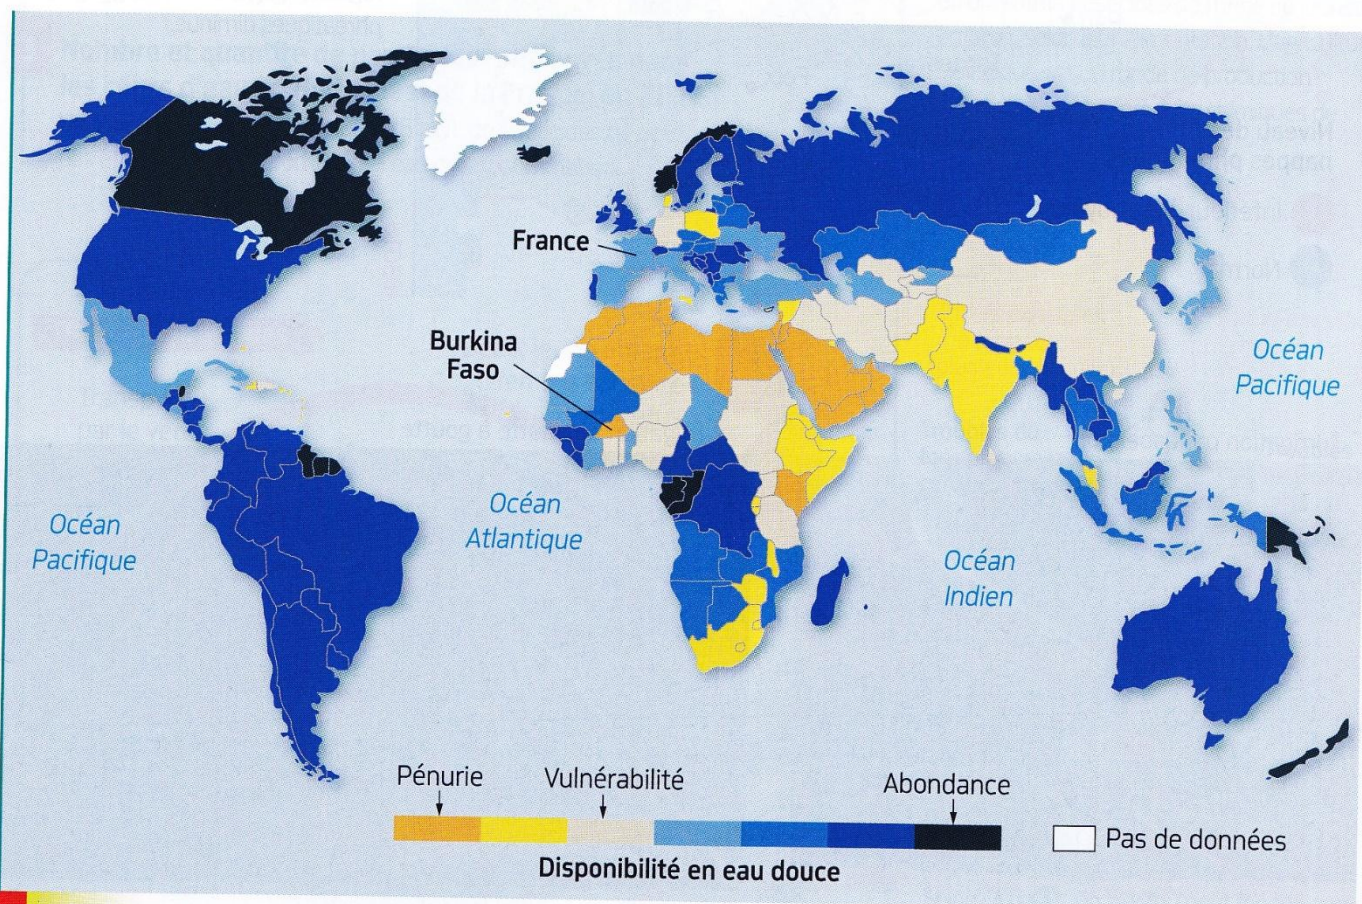 France
Burkina
Faso
Océan
Pacifique
Océan
Atlantique
Océan
Indien
Océan
Pacifique
Pénurie
Vulnérabilité
Abondance
Pas de données
Disponibilité en eau douce